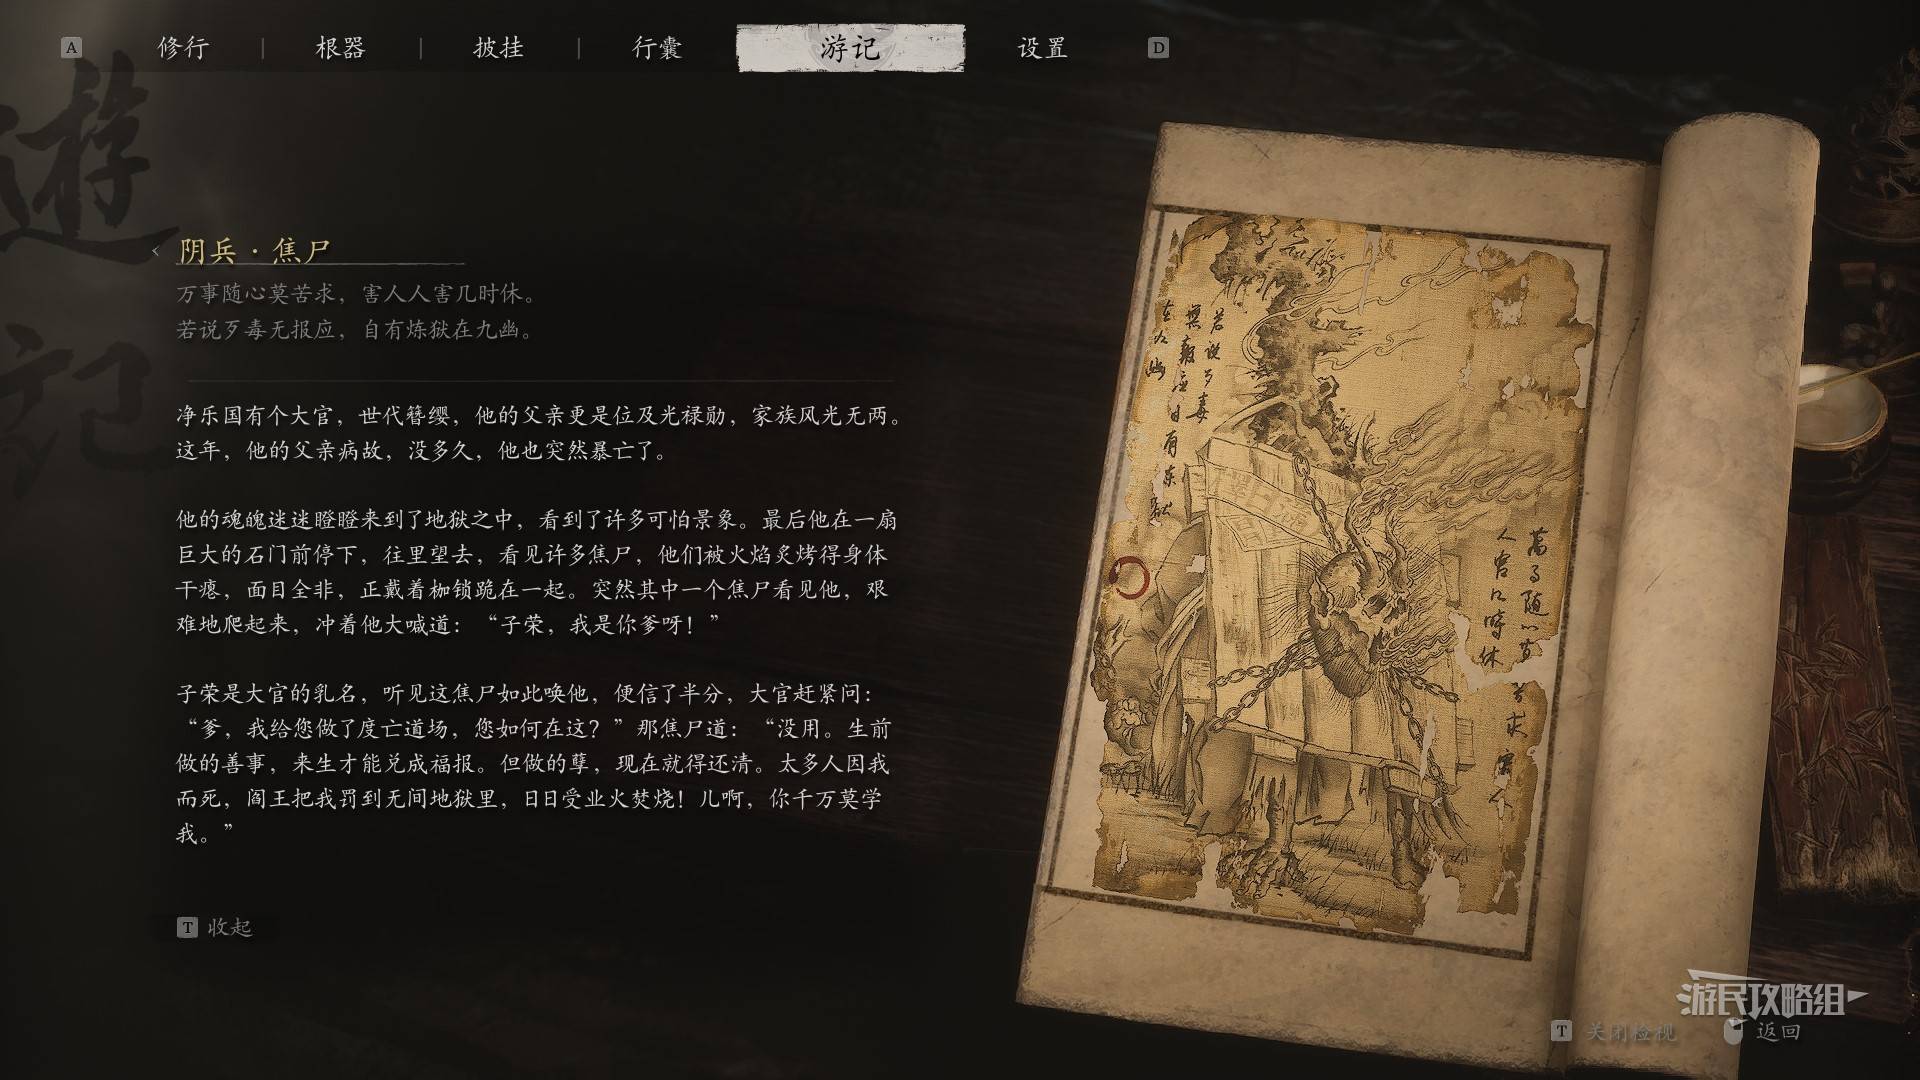 A 修行 | 根器 | 披挂 | 行囊 游记 设置 D
遊記
阴兵·焦尸
万事随心莫苦求，害人人害几时休。
若说歹毒无报应，自有炼狱在九幽。
净乐国有个大官，世代簪缨，他的父亲更是位及光禄勋，家族风光无两。
这年，他的父亲病故，没多久，他也突然暴亡了。
他的魂魄迷迷瞪瞪来到了地狱之中，看到了许多可怕景象。最后他在一扇
巨大的石门前停下，往里望去，看见许多焦尸，他们被火焰炙烤得身体
干瘪，面目全非，正戴着枷锁跪在一起。突然其中一个焦尸看见他，艰
难地爬起来，冲着他大喊道：“子荣，我是你爹呀！”
子荣是大官的乳名，听见这焦尸如此唤他，便信了半分，大官赶紧问：
“爹，我给您做了度亡道场，您如何在这？”那焦尸道：“没用。生前
做的善事，来生才能兑成福报。但做的孽，现在就得还清。太多人因我
而死，阎王把我罚到无间地狱里，日日受业火焚烧！儿啊，你千万莫学
我。”
T 收起
若说歹毒
無報应自有
在九幽
人害几時休
游民攻略组
T 关闭检视 返回